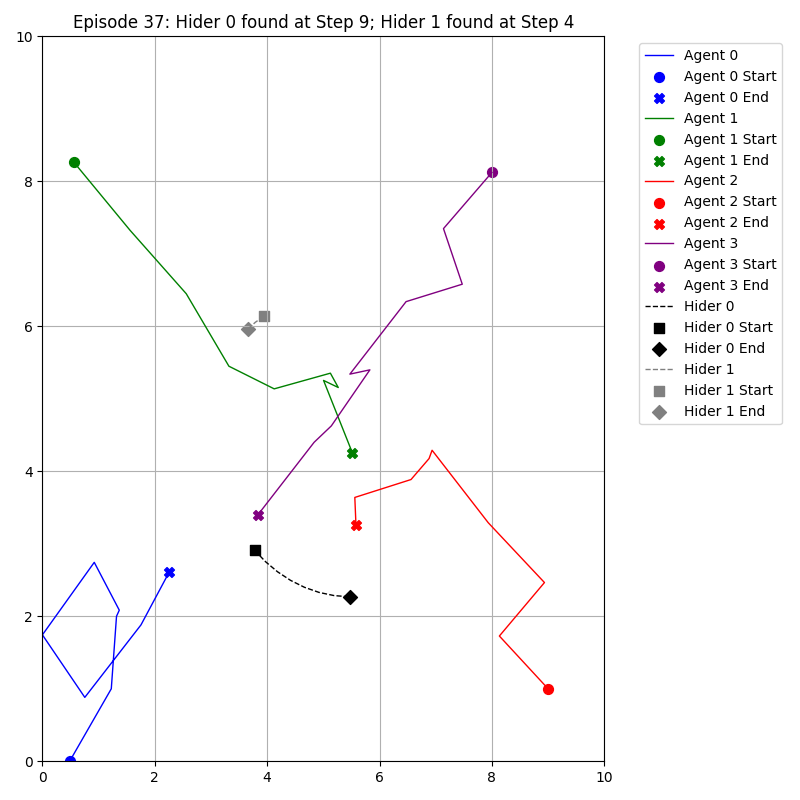 Episode 37: Hider 0 found at Step 9; Hider 1 found at Step 4
10
8
6
4
2
0
0 2 4 6 8 10
Agent 0
Agent 0 Start
Agent 0 End
Agent 1
Agent 1 Start
Agent 1 End
Agent 2
Agent 2 Start
Agent 2 End
Agent 3
Agent 3 Start
Agent 3 End
Hider 0
Hider 0 Start
Hider 0 End
Hider 1
Hider 1 Start
Hider 1 End